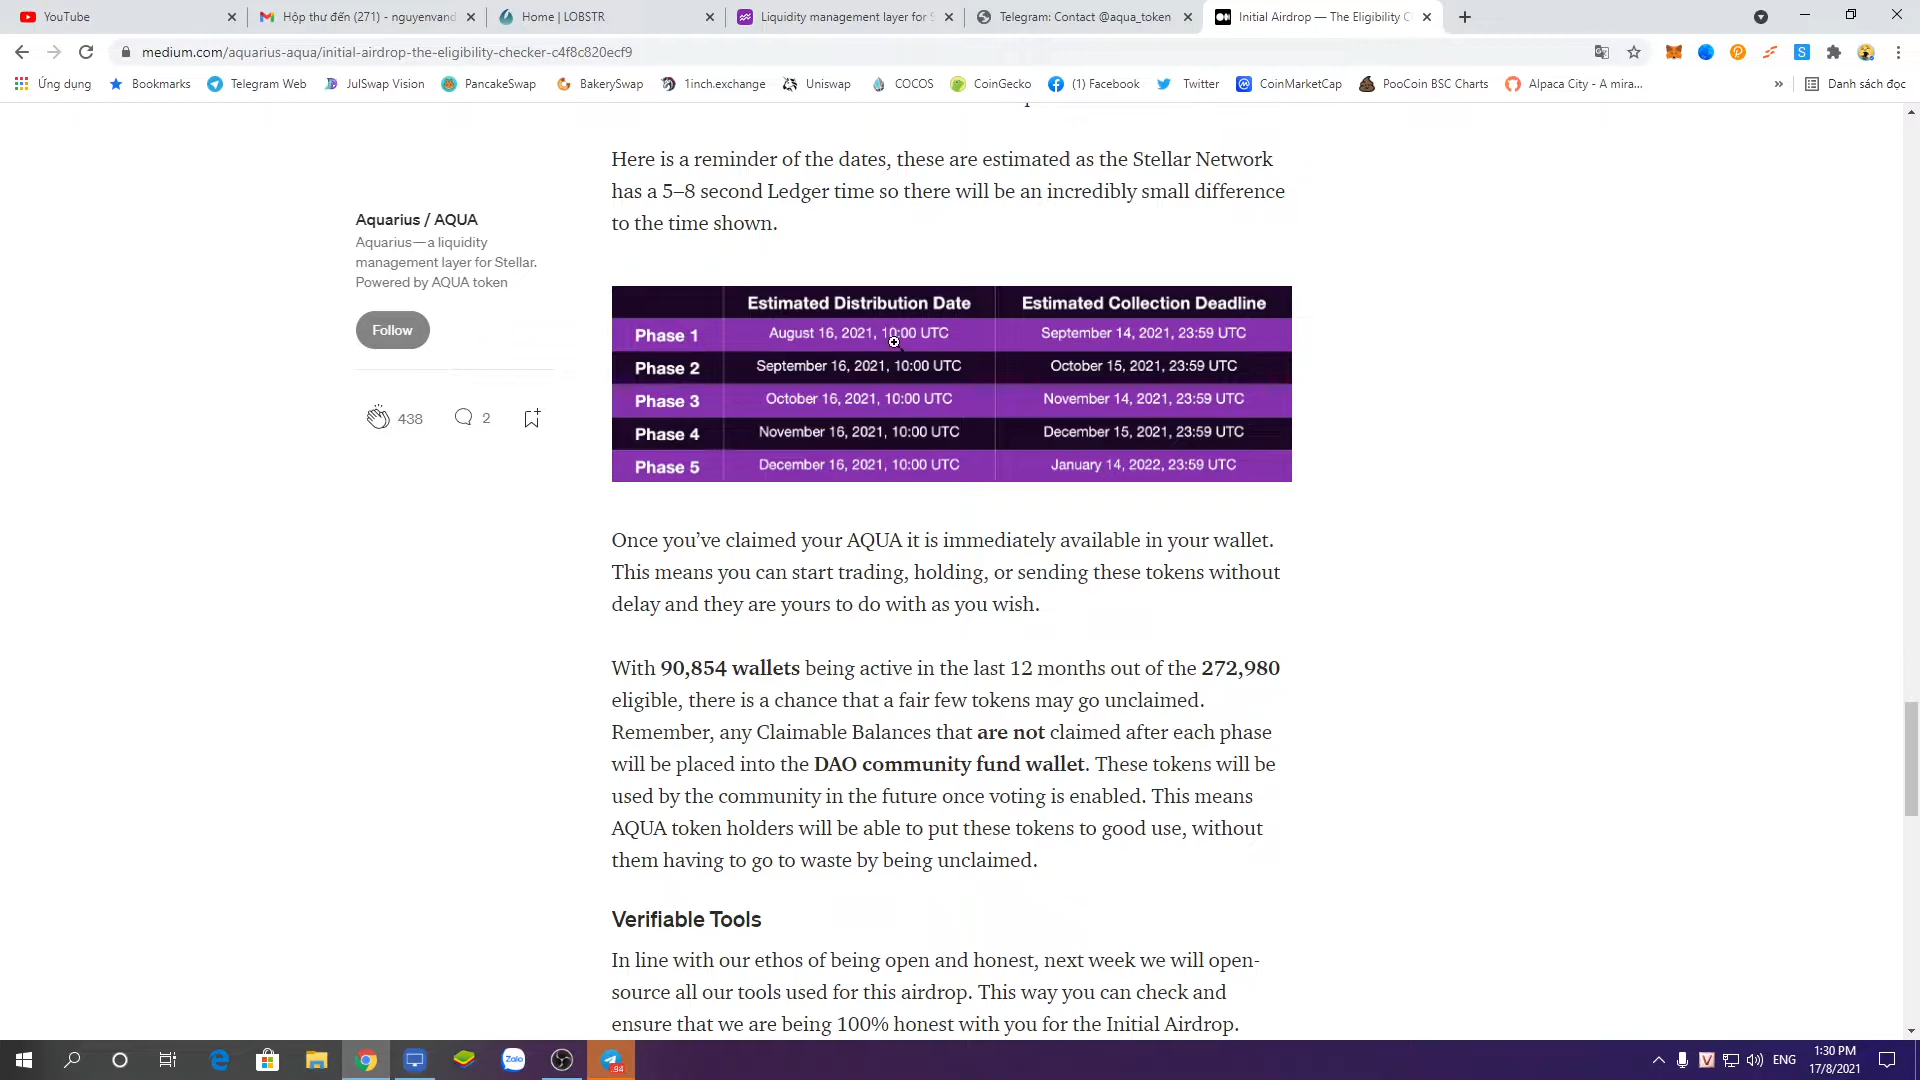 YouTube
Hộp thư đến (271) - nguyenvand
Home | LOBSTR
Liquidity management layer for S
Telegram: Contact @aqua_token
Initial Airdrop — The Eligibility C
medium.com/aquarius-aqua/initial-airdrop-the-eligibility-checker-c4f8c820ecf9
Ứng dụng
Bookmarks
Telegram Web
JulSwap Vision
PancakeSwap
BakerySwap
1inch.exchange
Uniswap
COCOS
CoinGecko
(1) Facebook
Twitter
CoinMarketCap
PooCoin BSC Charts
Alpaca City - A mira...
»
Danh sách đọc
Here is a reminder of the dates, these are estimated as the Stellar Network
has a 5–8 second Ledger time so there will be an incredibly small difference
to the time shown.
Aquarius / AQUA
Aquarius—a liquidity
management layer for Stellar.
Powered by AQUA token
Follow
438
2
Estimated Distribution Date
Estimated Collection Deadline
Phase 1
August 16, 2021, 10:00 UTC
September 14, 2021, 23:59 UTC
Phase 2
September 16, 2021, 10:00 UTC
October 15, 2021, 23:59 UTC
Phase 3
October 16, 2021, 10:00 UTC
November 14, 2021, 23:59 UTC
Phase 4
November 16, 2021, 10:00 UTC
December 15, 2021, 23:59 UTC
Phase 5
December 16, 2021, 10:00 UTC
January 14, 2022, 23:59 UTC
Once you’ve claimed your AQUA it is immediately available in your wallet.
This means you can start trading, holding, or sending these tokens without
delay and they are yours to do with as you wish.
With 90,854 wallets being active in the last 12 months out of the 272,980
eligible, there is a chance that a fair few tokens may go unclaimed.
Remember, any Claimable Balances that are not claimed after each phase
will be placed into the DAO community fund wallet. These tokens will be
used by the community in the future once voting is enabled. This means
AQUA token holders will be able to put these tokens to good use, without
them having to go to waste by being unclaimed.
Verifiable Tools
In line with our ethos of being open and honest, next week we will open-
source all our tools used for this airdrop. This way you can check and
ensure that we are being 100% honest with you for the Initial Airdrop.
Zalo
94
V
ENG
1:30 PM
17/8/2021